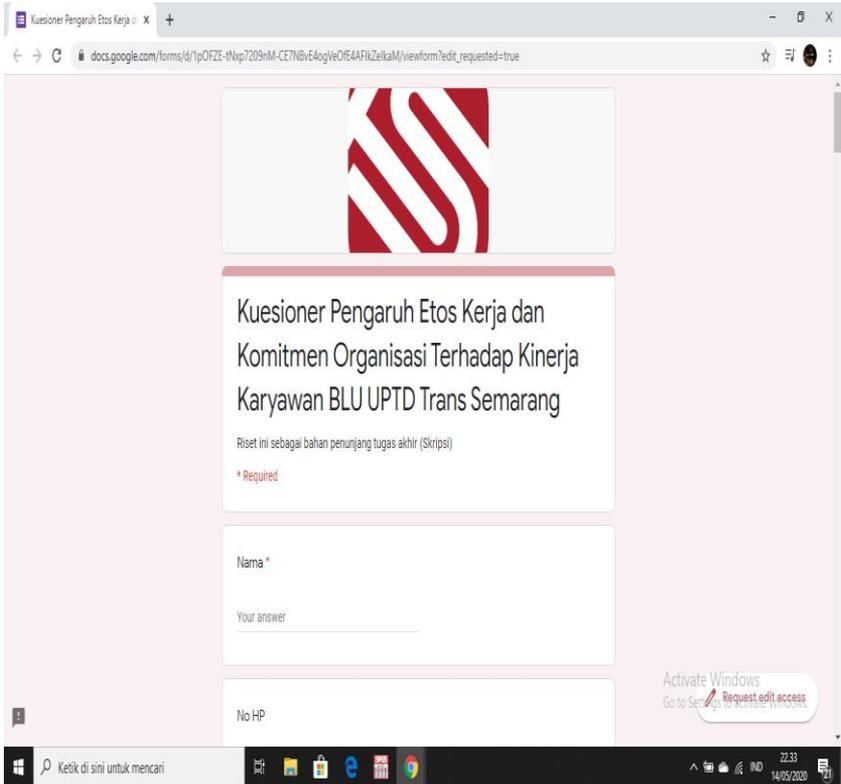 Kuesioner Pengaruh Etos Kerja d
docs.google.com/forms/d/1pOFZE-tNxp7209nM-CE7NBvE4ogVeOfE4AFlkZelkaM/viewform?edit_requested=true
Kuesioner Pengaruh Etos Kerja dan
Komitmen Organisasi Terhadap Kinerja
Karyawan BLU UPTD Trans Semarang
Riset ini sebagai bahan penunjang tugas akhir (Skripsi)
* Required
Nama *
Your answer
No HP
Activate Windows
Go to Settings to activate Windows.
Request edit access
Ketik di sini untuk mencari
IND
22.33
14/05/2020
21